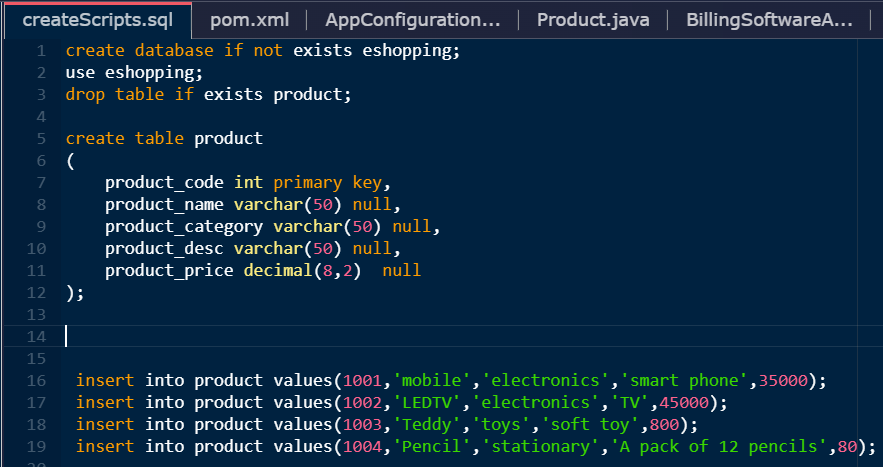 createScripts.sql pom.xml AppConfiguration... Product.java BillingSoftwareA...
1 create database if not exists eshopping;
2 use eshopping;
3 drop table if exists product;
4
5 create table product
6 (
7 product_code int primary key,
8 product_name varchar(50) null,
9 product_category varchar(50) null,
10 product_desc varchar(50) null,
11 product_price decimal(8,2)  null
12 );
13
14
15
16 insert into product values(1001,'mobile','electronics','smart phone',35000);
17 insert into product values(1002,'LEDTV','electronics','TV',45000);
18 insert into product values(1003,'Teddy','toys','soft toy',800);
19 insert into product values(1004,'Pencil','stationary','A pack of 12 pencils',80);